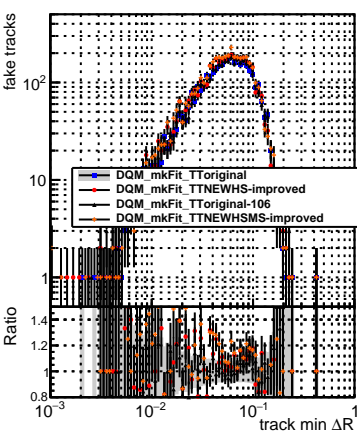 fake tracks
10²
10
1
DQM_mkFit_TToriginal
DQM_mkFit_TTNEWHS-improved
DQM_mkFit_TToriginal-106
DQM_mkFit_TTNEWHSMS-improved
Ratio
1.4
1.2
1
0.8
10⁻³ 10⁻² 10⁻¹ 1
track min ΔR